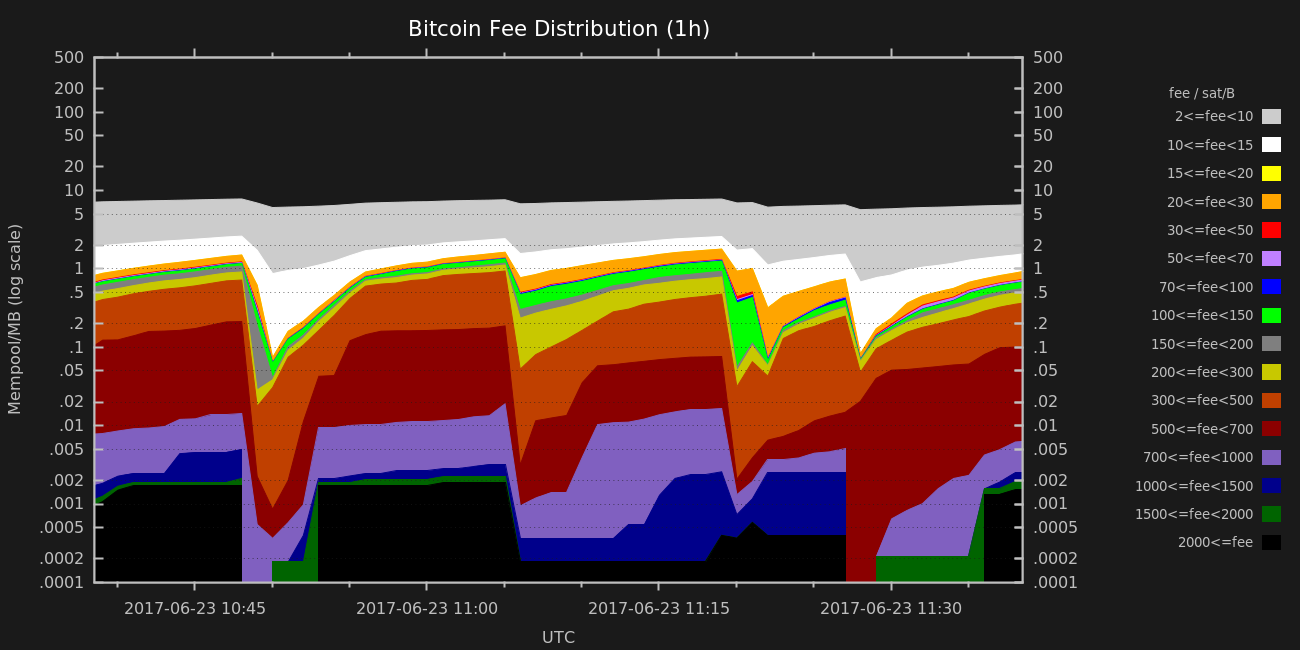 Bitcoin Fee Distribution (1h)
Mempool/MB (log scale)
500
200
100
50
20
10
5
2
1
.5
.2
.1
.05
.02
.01
.005
.002
.001
.0005
.0002
.0001
500
200
100
50
20
10
5
2
1
.5
.2
.1
.05
.02
.01
.005
.002
.001
.0005
.0002
.0001
2017-06-23 10:45
2017-06-23 11:00
2017-06-23 11:15
2017-06-23 11:30
UTC
fee / sat/B
2<=fee<10
10<=fee<15
15<=fee<20
20<=fee<30
30<=fee<50
50<=fee<70
70<=fee<100
100<=fee<150
150<=fee<200
200<=fee<300
300<=fee<500
500<=fee<700
700<=fee<1000
1000<=fee<1500
1500<=fee<2000
2000<=fee